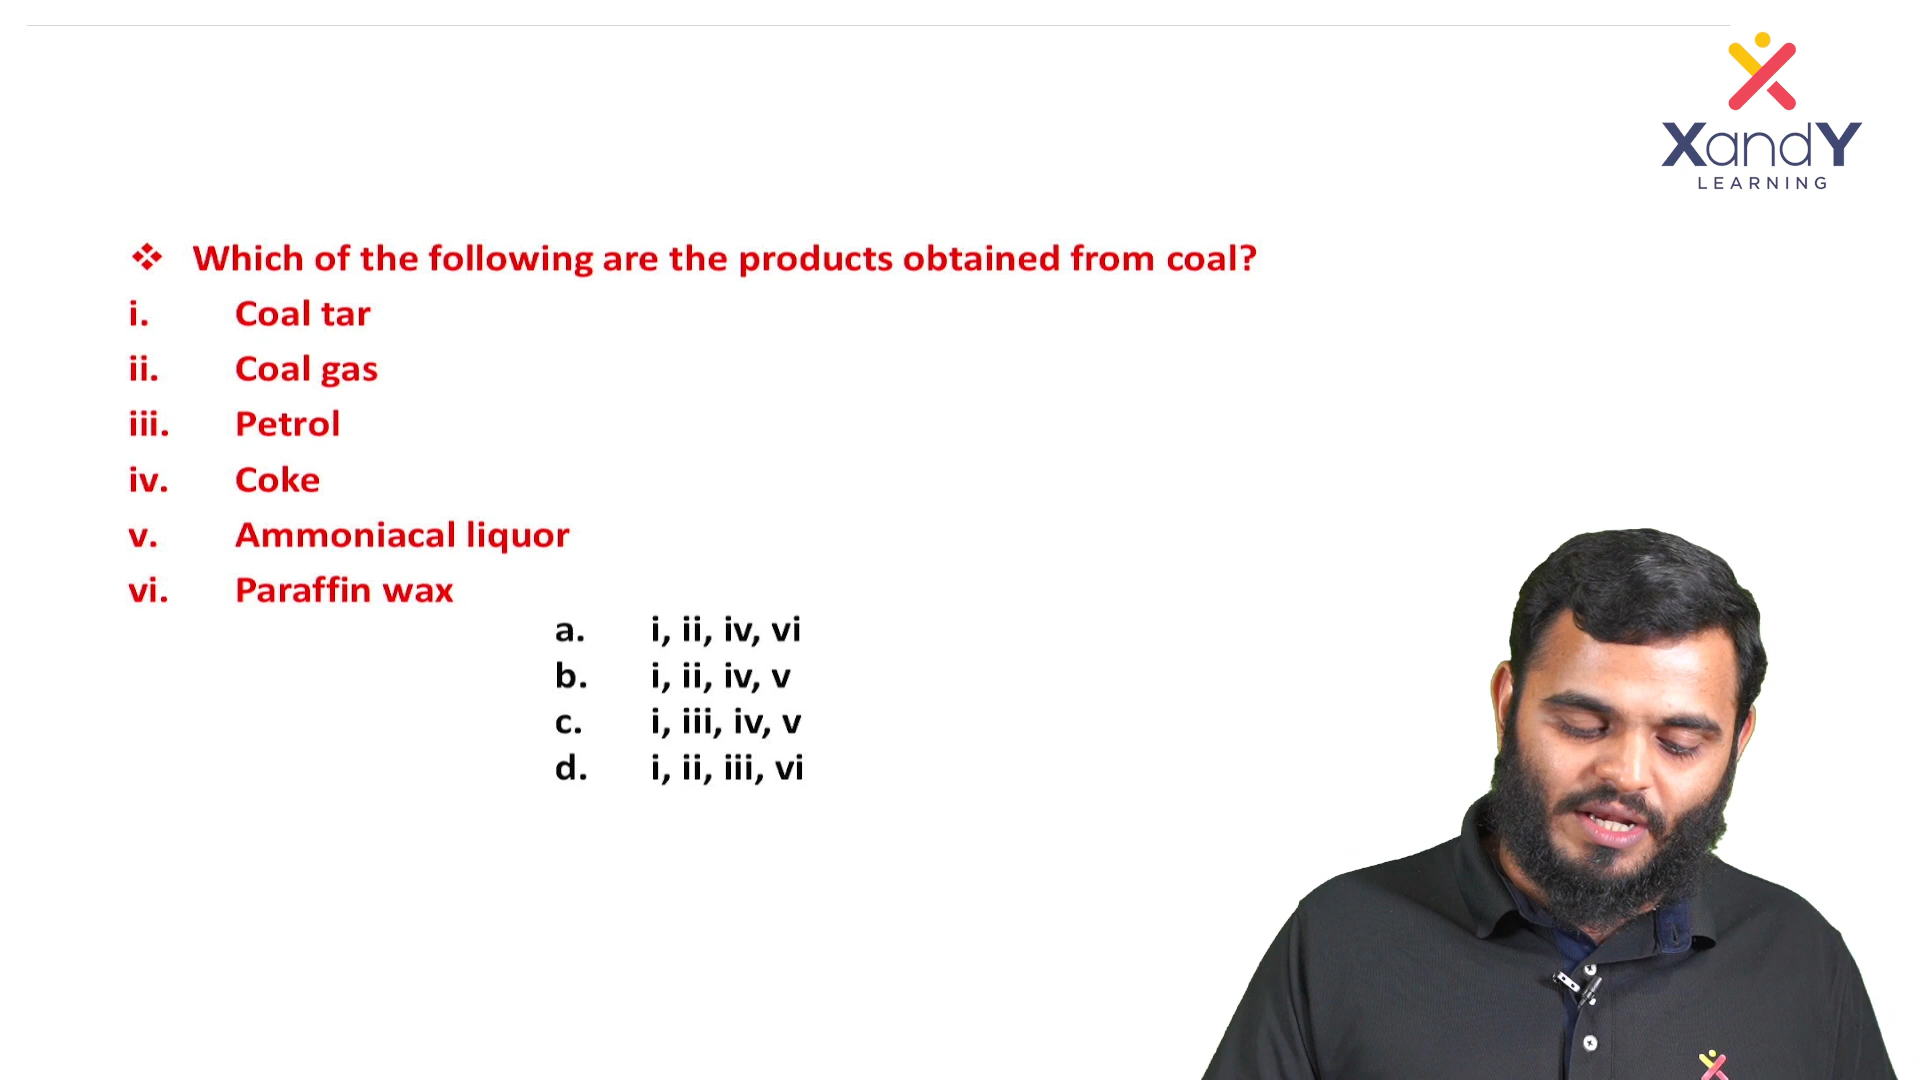 XandY
LEARNING
❖ Which of the following are the products obtained from coal?
i. Coal tar
ii. Coal gas
iii. Petrol
iv. Coke
v. Ammoniacal liquor
vi. Paraffin wax
a. i, ii, iv, vi
b. i, ii, iv, v
c. i, iii, iv, v
d. i, ii, iii, vi